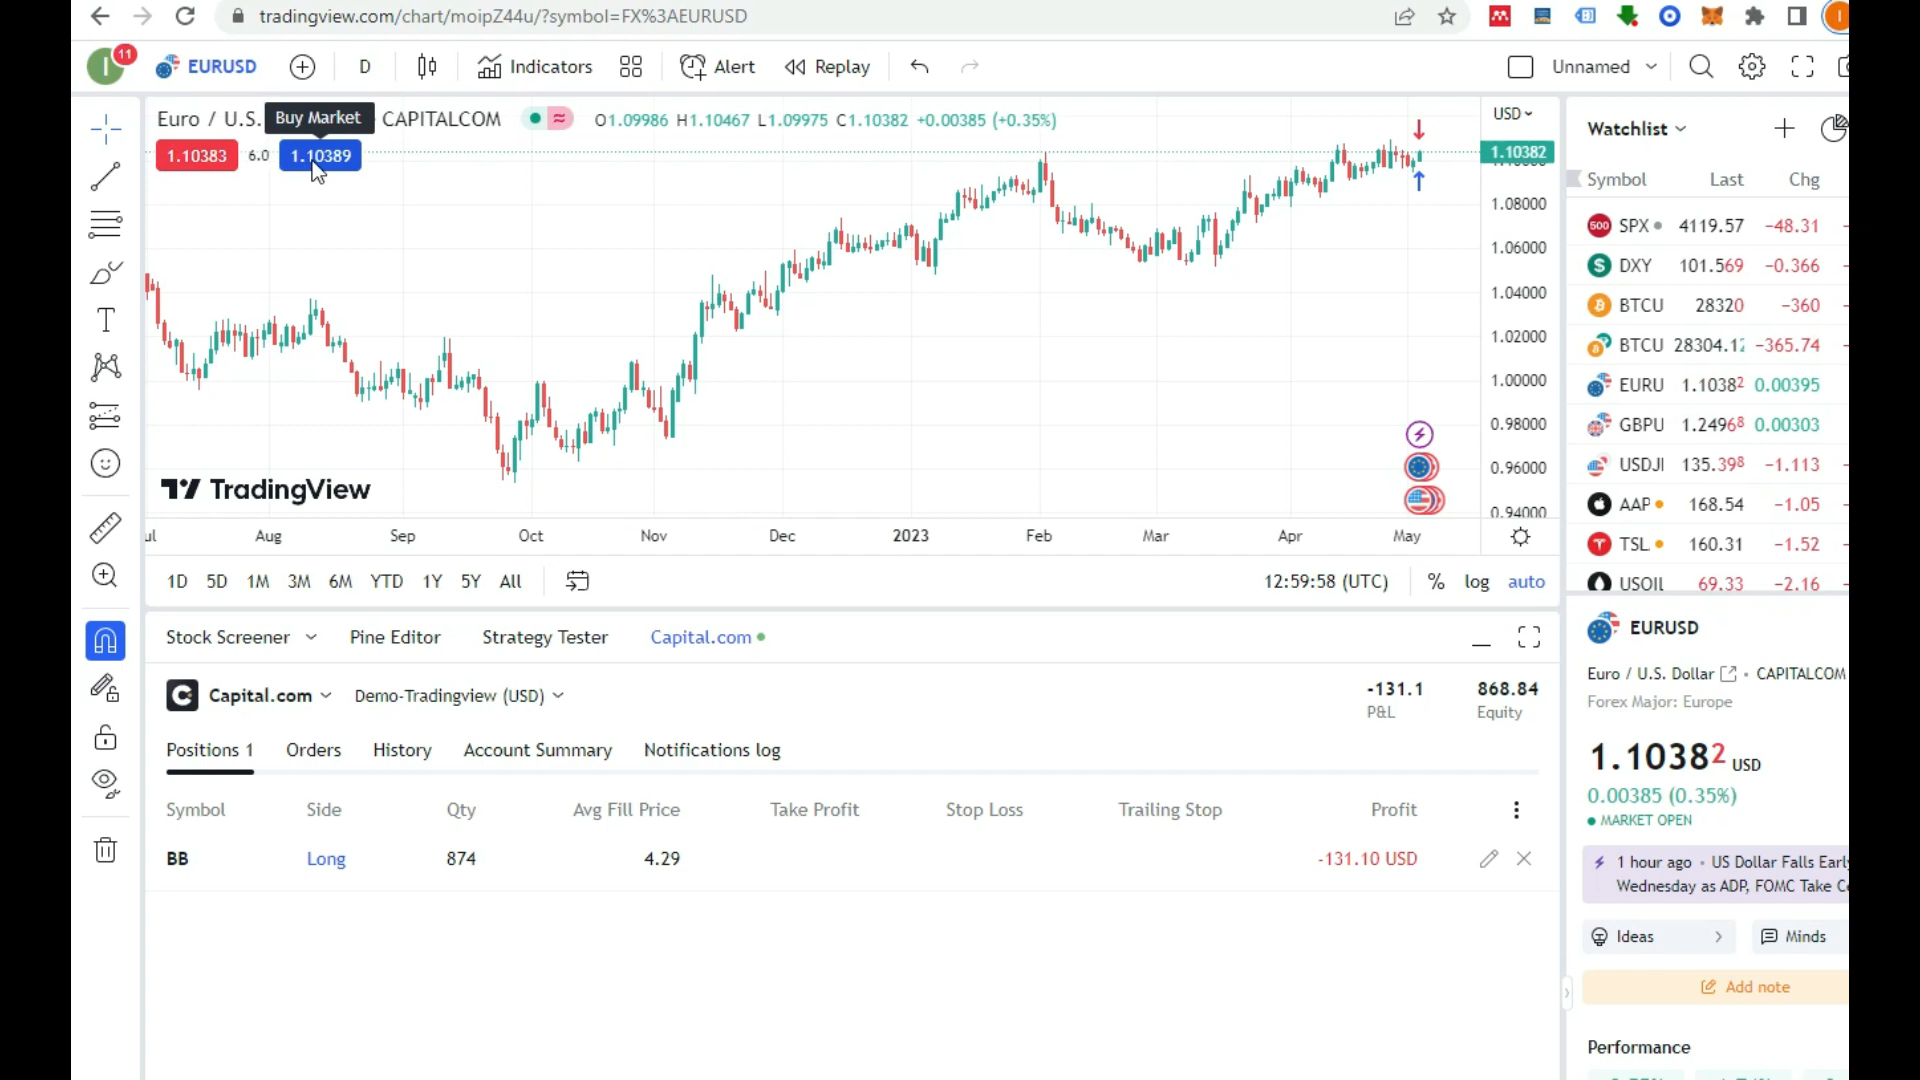 tradingview.com/chart/moipZ44u/?symbol=FX%3AEURUSD
I
11
EURUSD
D
Indicators
Alert
Replay
Unnamed
Euro / U.S.
Buy Market
CAPITALCOM
O1.09986 H1.10467 L1.09975 C1.10382 +0.00385 (+0.35%)
1.10383
6.0
1.10389
USD
1.10382
1.08000
1.06000
1.04000
1.02000
1.00000
0.98000
0.96000
0.94000
TradingView
Aug Sep Oct Nov Dec 2023 Feb Mar Apr May
1D 5D 1M 3M 6M YTD 1Y 5Y All
12:59:58 (UTC) % log auto
Stock Screener Pine Editor Strategy Tester Capital.com
Capital.com Demo-Tradingview (USD)
-131.1 868.84
P&L Equity
Positions 1 Orders History Account Summary Notifications log
Symbol Side Qty Avg Fill Price Take Profit Stop Loss Trailing Stop Profit
BB Long 874 4.29 -131.10 USD
Watchlist
Symbol Last Chg
500 SPX 4119.57 −48.31
DXY 101.569 −0.366
BTCU 28320 −360
BTCU 28304.12 −365.74
EURU 1.10382 0.00395
GBPU 1.24968 0.00303
USDJI 135.398 −1.113
AAP 168.54 −1.05
TSL. 160.31 −1.52
USOIL 69.33 −2.16
EURUSD
Euro / U.S. Dollar • CAPITALCOM
Forex Major: Europe
1.10382 USD
0.00385 (0.35%)
MARKET OPEN
1 hour ago • US Dollar Falls Earl
Wednesday as ADP, FOMC Take C
Ideas Minds
Add note
Performance